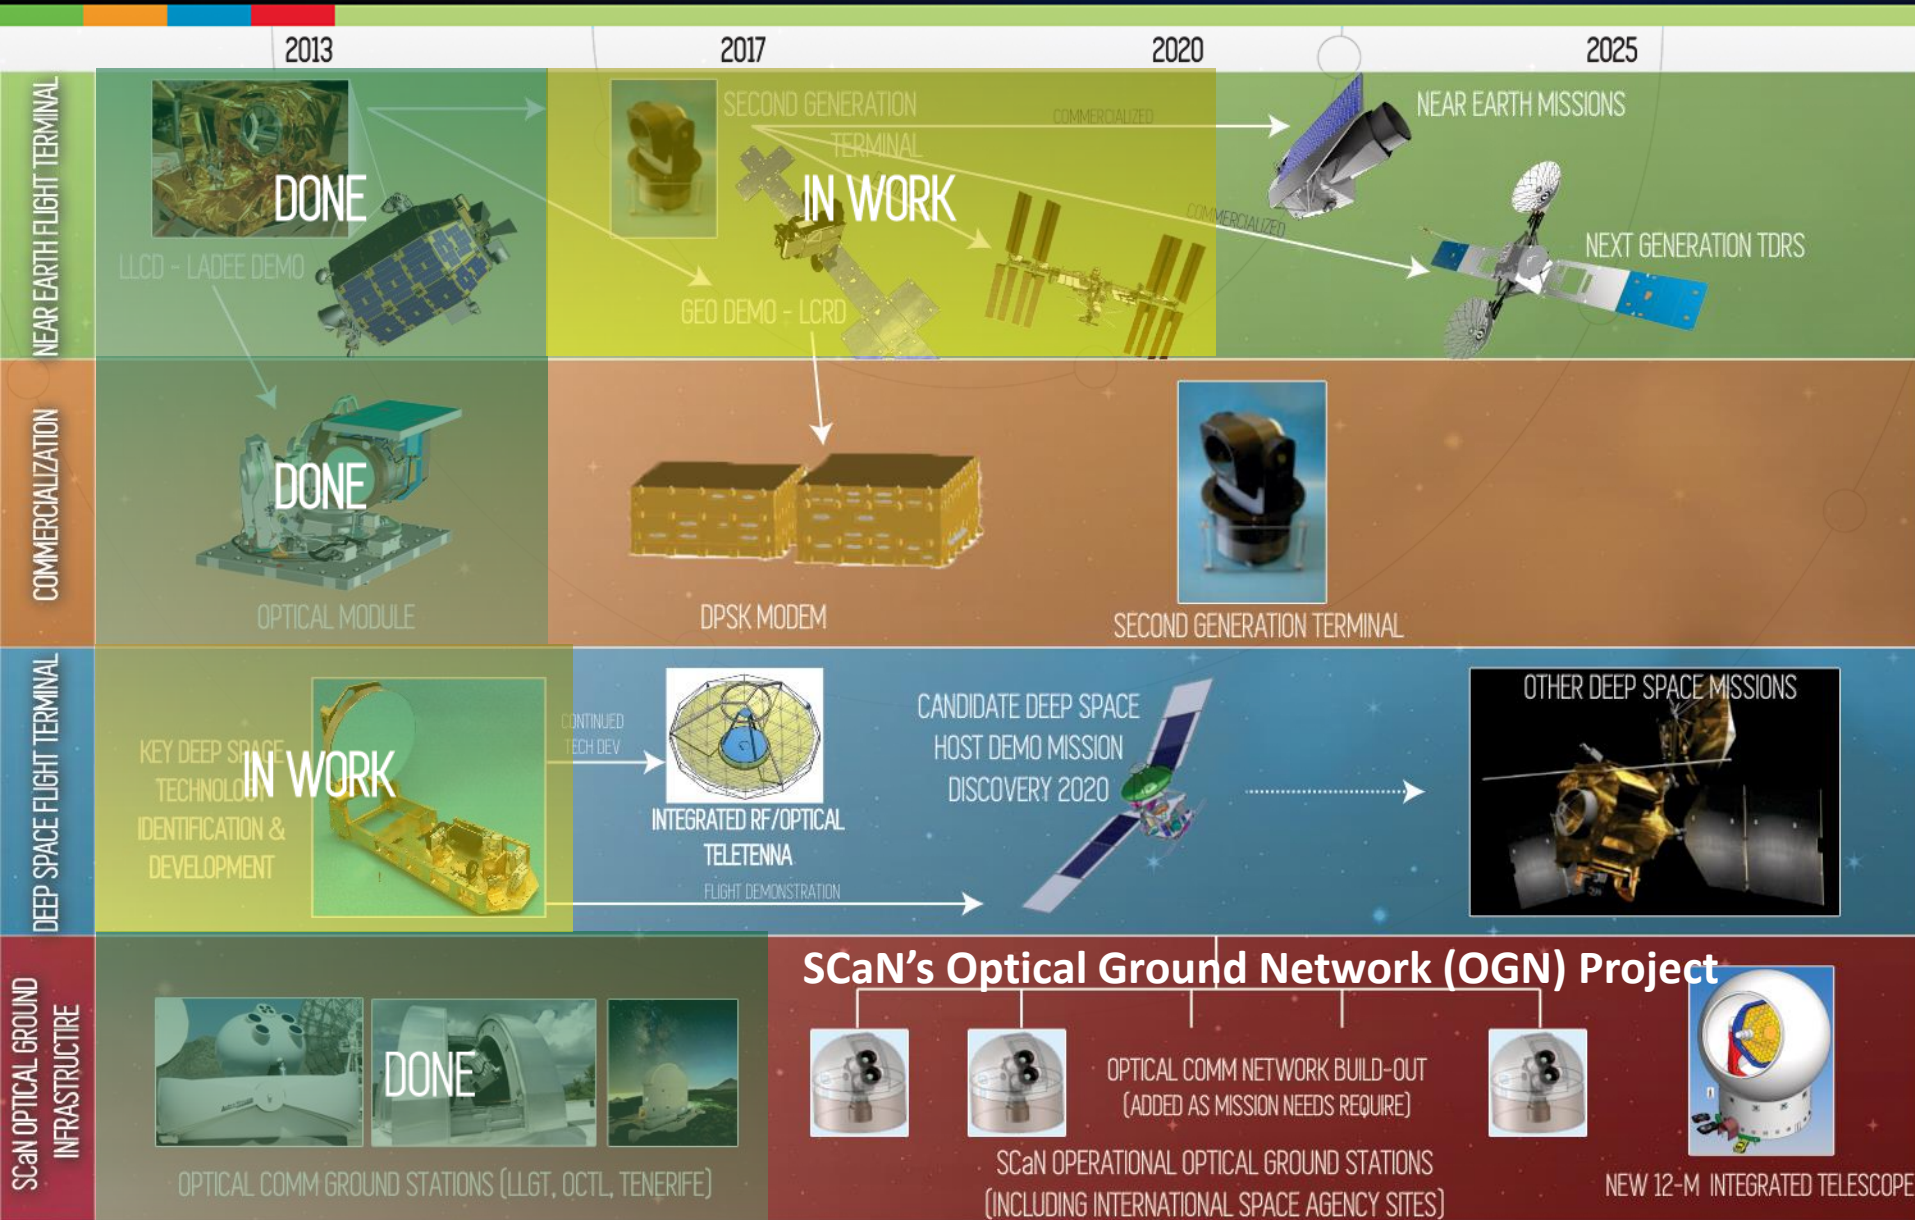 2013
2017
2020
2025
NEAR EARTH FLIGHT TERMINAL
LLCD - LADEE DEMO
DONE
SECOND GENERATION
TERMINAL
IN WORK
GEO DEMO - LCRD
COMMERCIALIZED
COMMERCIALIZED
NEAR EARTH MISSIONS
NEXT GENERATION TDRS
COMMERCIALIZATION
DONE
OPTICAL MODULE
DPSK MODEM
SECOND GENERATION TERMINAL
DEEP SPACE FLIGHT TERMINAL
KEY DEEP SPACE
TECHNOLOGY
IDENTIFICATION &
DEVELOPMENT
IN WORK
CONTINUED
TECH DEV
INTEGRATED RF/OPTICAL
TELETENNA
FLIGHT DEMONSTRATION
CANDIDATE DEEP SPACE
HOST DEMO MISSION
DISCOVERY 2020
OTHER DEEP SPACE MISSIONS
SCaN OPTICAL GROUND
INFRASTRUCTIRE
DONE
OPTICAL COMM GROUND STATIONS (LLGT, OCTL, TENERIFE)
SCaN's Optical Ground Network (OGN) Project
OPTICAL COMM NETWORK BUILD-OUT
(ADDED AS MISSION NEEDS REQUIRE)
SCaN OPERATIONAL OPTICAL GROUND STATIONS
(INCLUDING INTERNATIONAL SPACE AGENCY SITES)
NEW 12-M INTEGRATED TELESCOPE